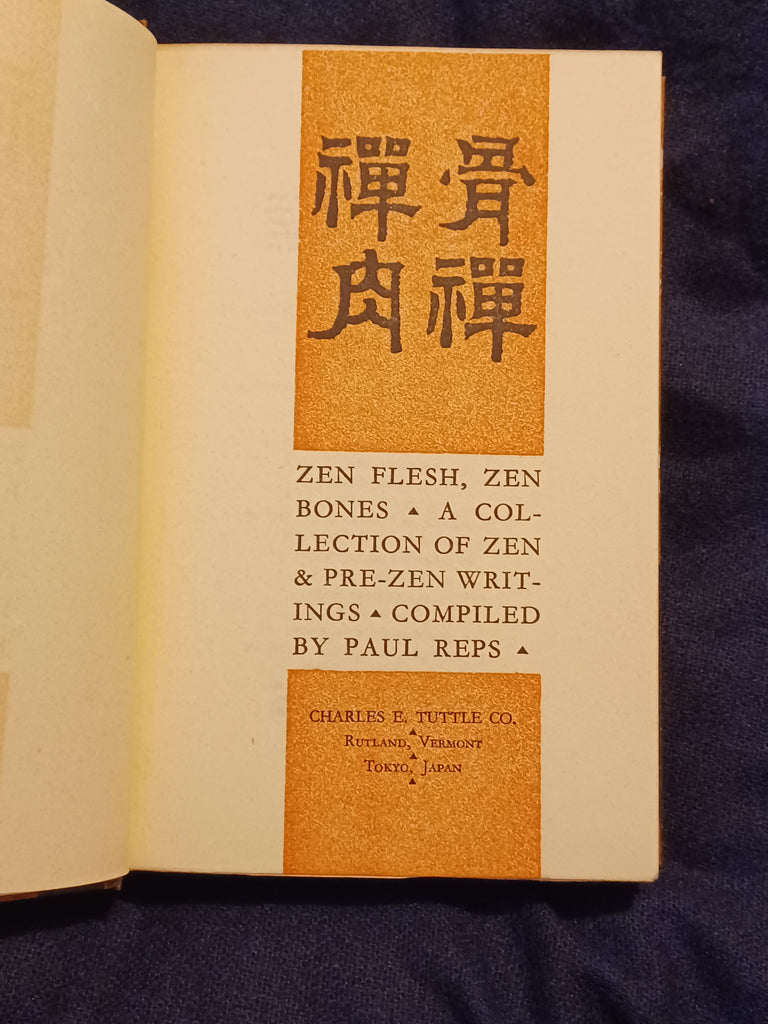 骨禪
禪肉
ZEN FLESH, ZEN
BONES ▲ A COL-
LECTION OF ZEN
& PRE-ZEN WRIT-
INGS ▲ COMPILED
BY PAUL REPS ▲
CHARLES E. TUTTLE CO.
▲
RUTLAND, VERMONT
▲
TOKYO, JAPAN
▲